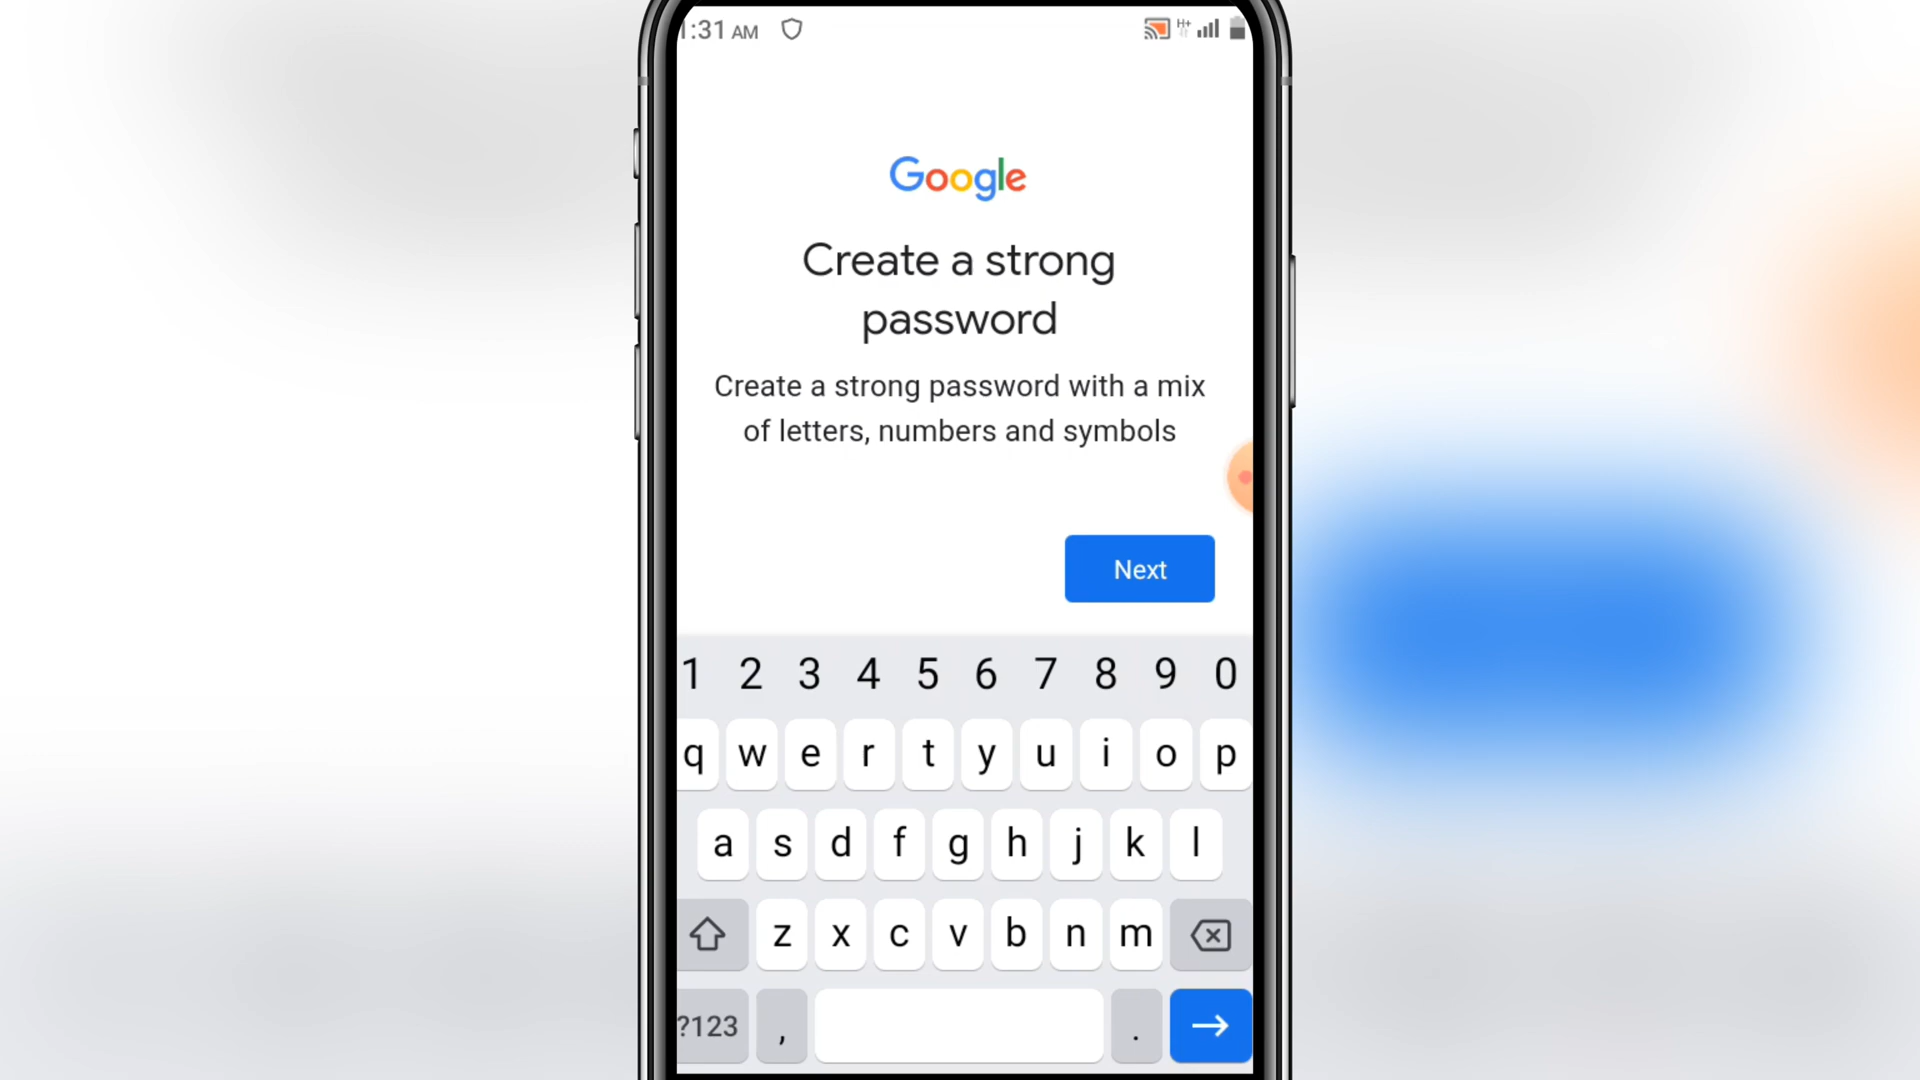 1:31 AM
H+
Google
Create a strong
password
Create a strong password with a mix
of letters, numbers and symbols
Next
1 2 3 4 5 6 7 8 9 0
q w e r t y u i o p
a s d f g h j k l
z x c v b n m
?123 , .